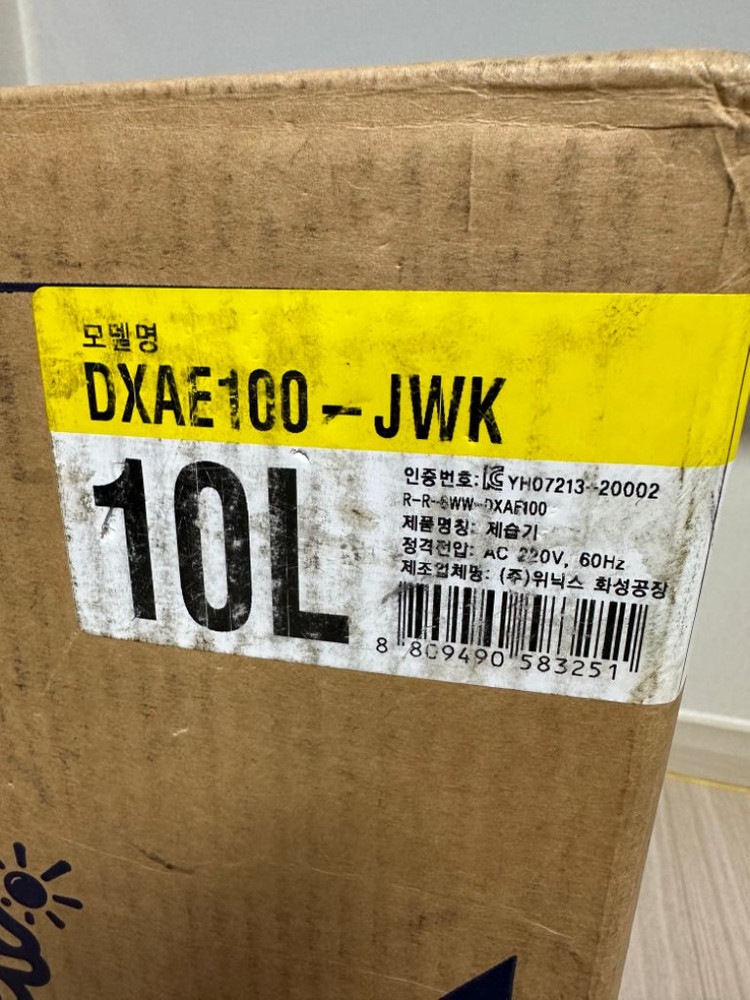 모델명
DXAE100-JWK
10L
인증번호: YH07213-20002
R-R-6WW-DXAE100
제품명칭: 제습기
정격전압: AC 220V, 60Hz
제조업체명: (주)위닉스 화성공장
8 809490 583251